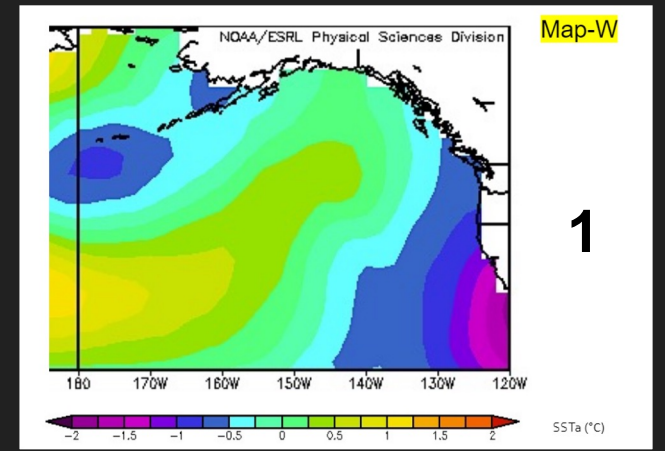 NOAA/ESRL Physical Sciences Division
Map-W
1
180 170W 160W 150W 140W 130W 120W
-2 -1.5 -1 -0.5 0 0.5 1 1.5 2
SSTa (°C)